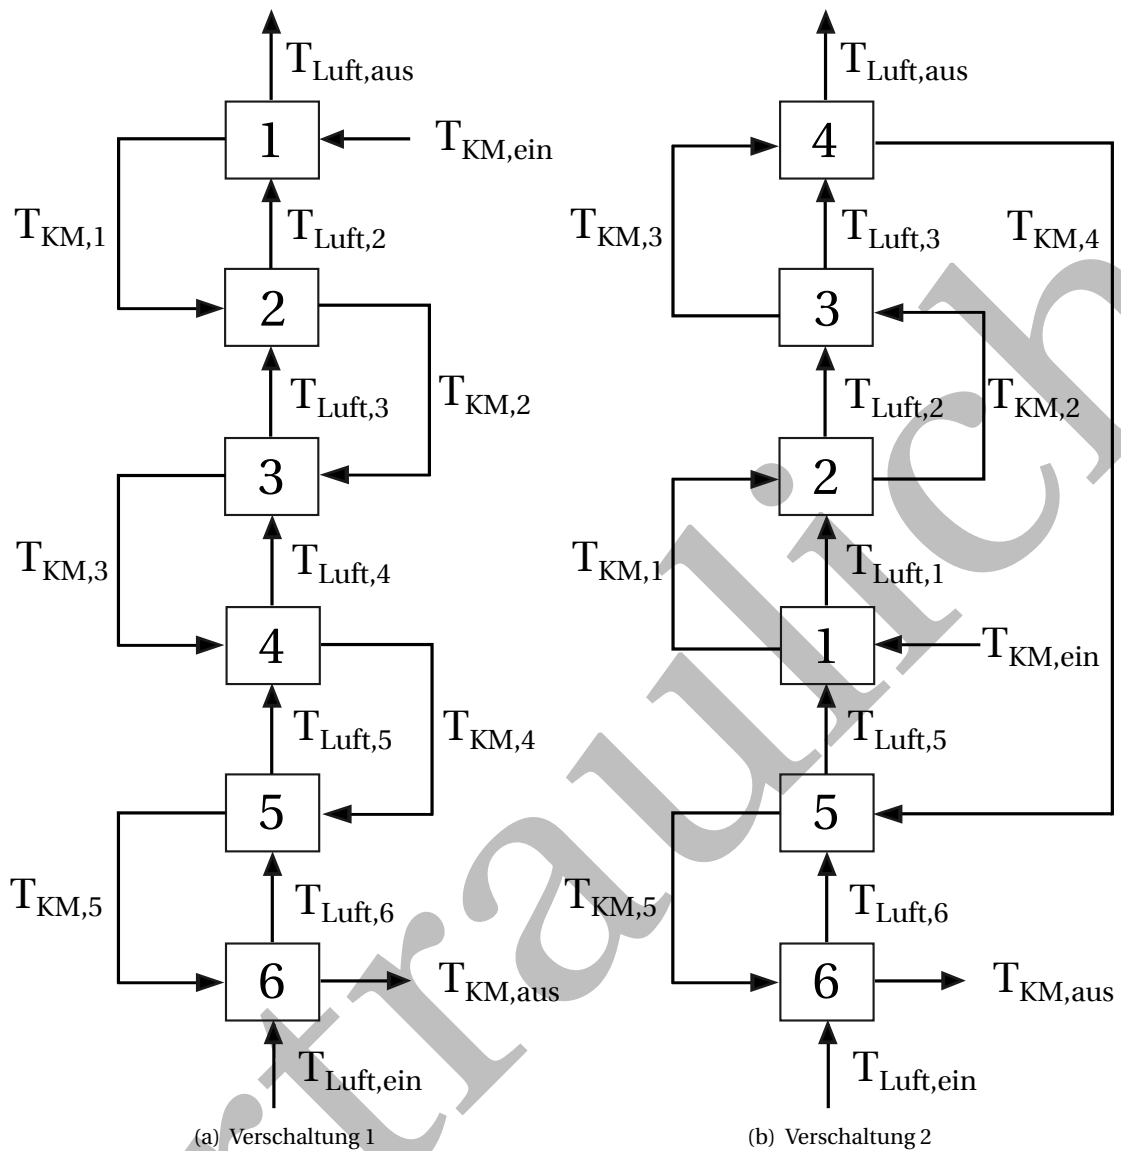 T_Luft,aus T_Luft,aus
1 T_KM,ein 4
T_KM,1 T_Luft,2 T_KM,3 T_Luft,3 T_KM,4
2 3
T_Luft,3 T_KM,2 T_Luft,2 T_KM,2
3 2
T_KM,3 T_Luft,4 T_KM,1 T_Luft,1
4 1 T_KM,ein
T_Luft,5 T_KM,4 T_Luft,5
5 5
T_KM,5 T_Luft,6 T_KM,5 T_Luft,6
6 T_KM,aus 6 T_KM,aus
T_Luft,ein T_Luft,ein
(a) Verschaltung 1 (b) Verschaltung 2
rtraulich